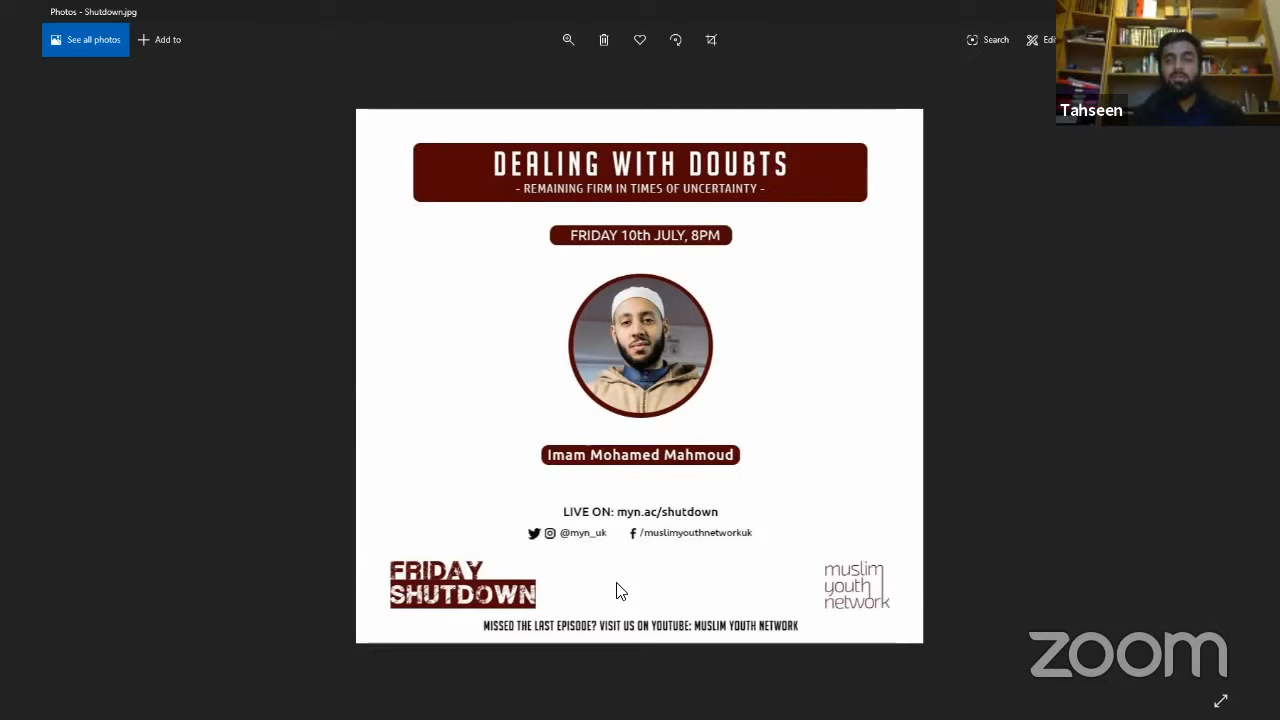 Photos - Shutdown.jpg
See all photos
Add to
Search
Edi
Tahseen
DEALING WITH DOUBTS
- REMAINING FIRM IN TIMES OF UNCERTAINTY -
FRIDAY 10th JULY, 8PM
Imam Mohamed Mahmoud
LIVE ON: myn.ac/shutdown
@myn_uk /muslimyouthnetworkuk
FRIDAY
SHUTDOWN
muslim
youth
network
MISSED THE LAST EPISODE? VISIT US ON YOUTUBE: MUSLIM YOUTH NETWORK
zoom